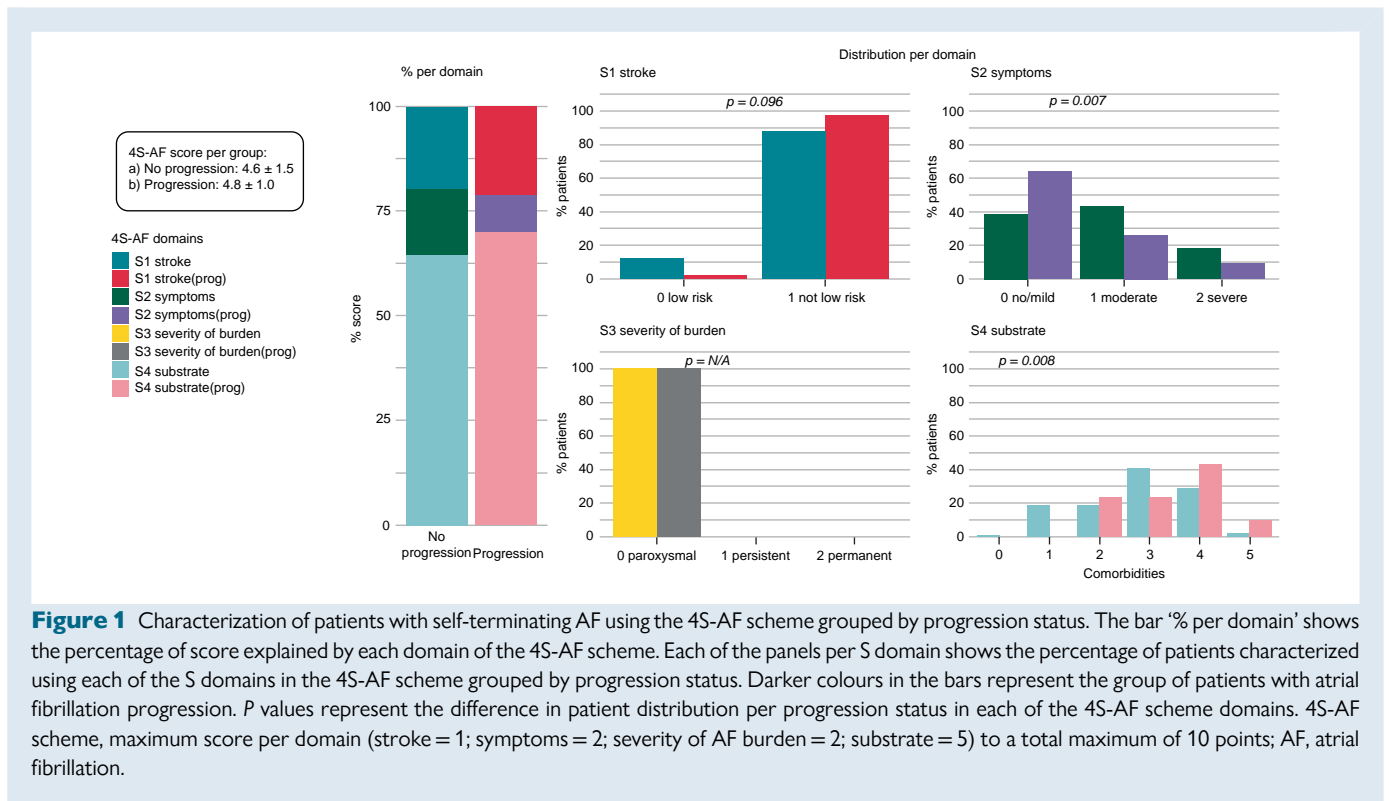 Distribution per domain
% per domain
S1 stroke
S2 symptoms
4S-AF score per group:
a) No progression: 4.6 ± 1.5
b) Progression: 4.8 ± 1.0
4S-AF domains
S1 stroke
S1 stroke(prog)
S2 symptoms
S2 symptoms(prog)
S3 severity of burden
S3 severity of burden(prog)
S4 substrate
S4 substrate(prog)
% score
100
75
50
25
0
No
progression
Progression
p = 0.096
% patients
100
80
60
40
20
0
0 low risk
1 not low risk
p = 0.007
% patients
100
80
60
40
20
0
0 no/mild
1 moderate
2 severe
S3 severity of burden
p = N/A
% patients
100
80
60
40
20
0
0 paroxysmal
1 persistent
2 permanent
S4 substrate
p = 0.008
% patients
100
80
60
40
20
0
0
1
2
3
4
5
Comorbidities
Figure 1 Characterization of patients with self-terminating AF using the 4S-AF scheme grouped by progression status. The bar ‘% per domain’ shows
the percentage of score explained by each domain of the 4S-AF scheme. Each of the panels per S domain shows the percentage of patients characterized
using each of the S domains in the 4S-AF scheme grouped by progression status. Darker colours in the bars represent the group of patients with atrial
fibrillation progression. P values represent the difference in patient distribution per progression status in each of the 4S-AF scheme domains. 4S-AF
scheme, maximum score per domain (stroke = 1; symptoms = 2; severity of AF burden = 2; substrate = 5) to a total maximum of 10 points; AF, atrial
fibrillation.